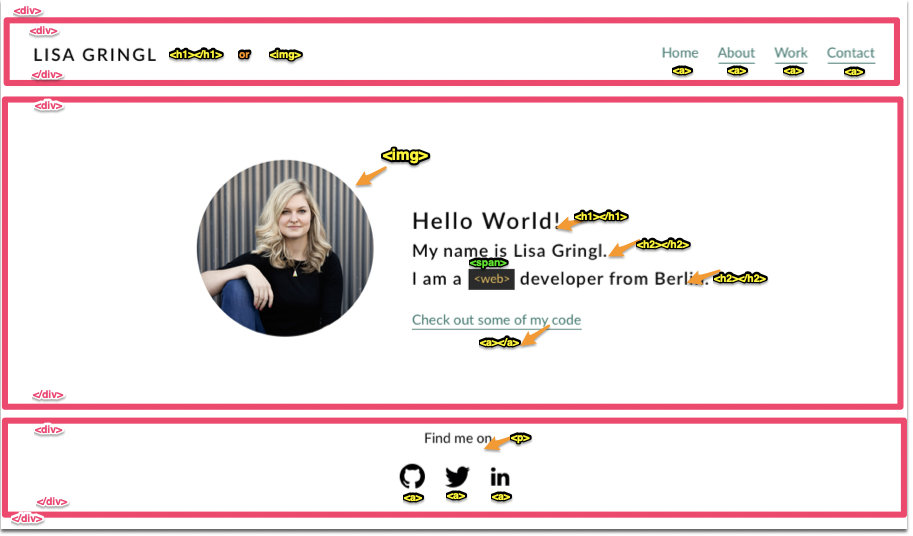 <div>
<div>
LISA GRINGL <h1></h1> or <img> Home About Work Contact
</div> <a> <a> <a> <a>
<div>
<img>
Hello World! <h1></h1>
My name is Lisa Gringl. <h2></h2>
<span>
I am a <web> developer from Berlin. <h2></h2>
Check out some of my code
<a></a>
</div>
<div>
Find me on <p>
in
<a> <a> <a>
</div>
</div>